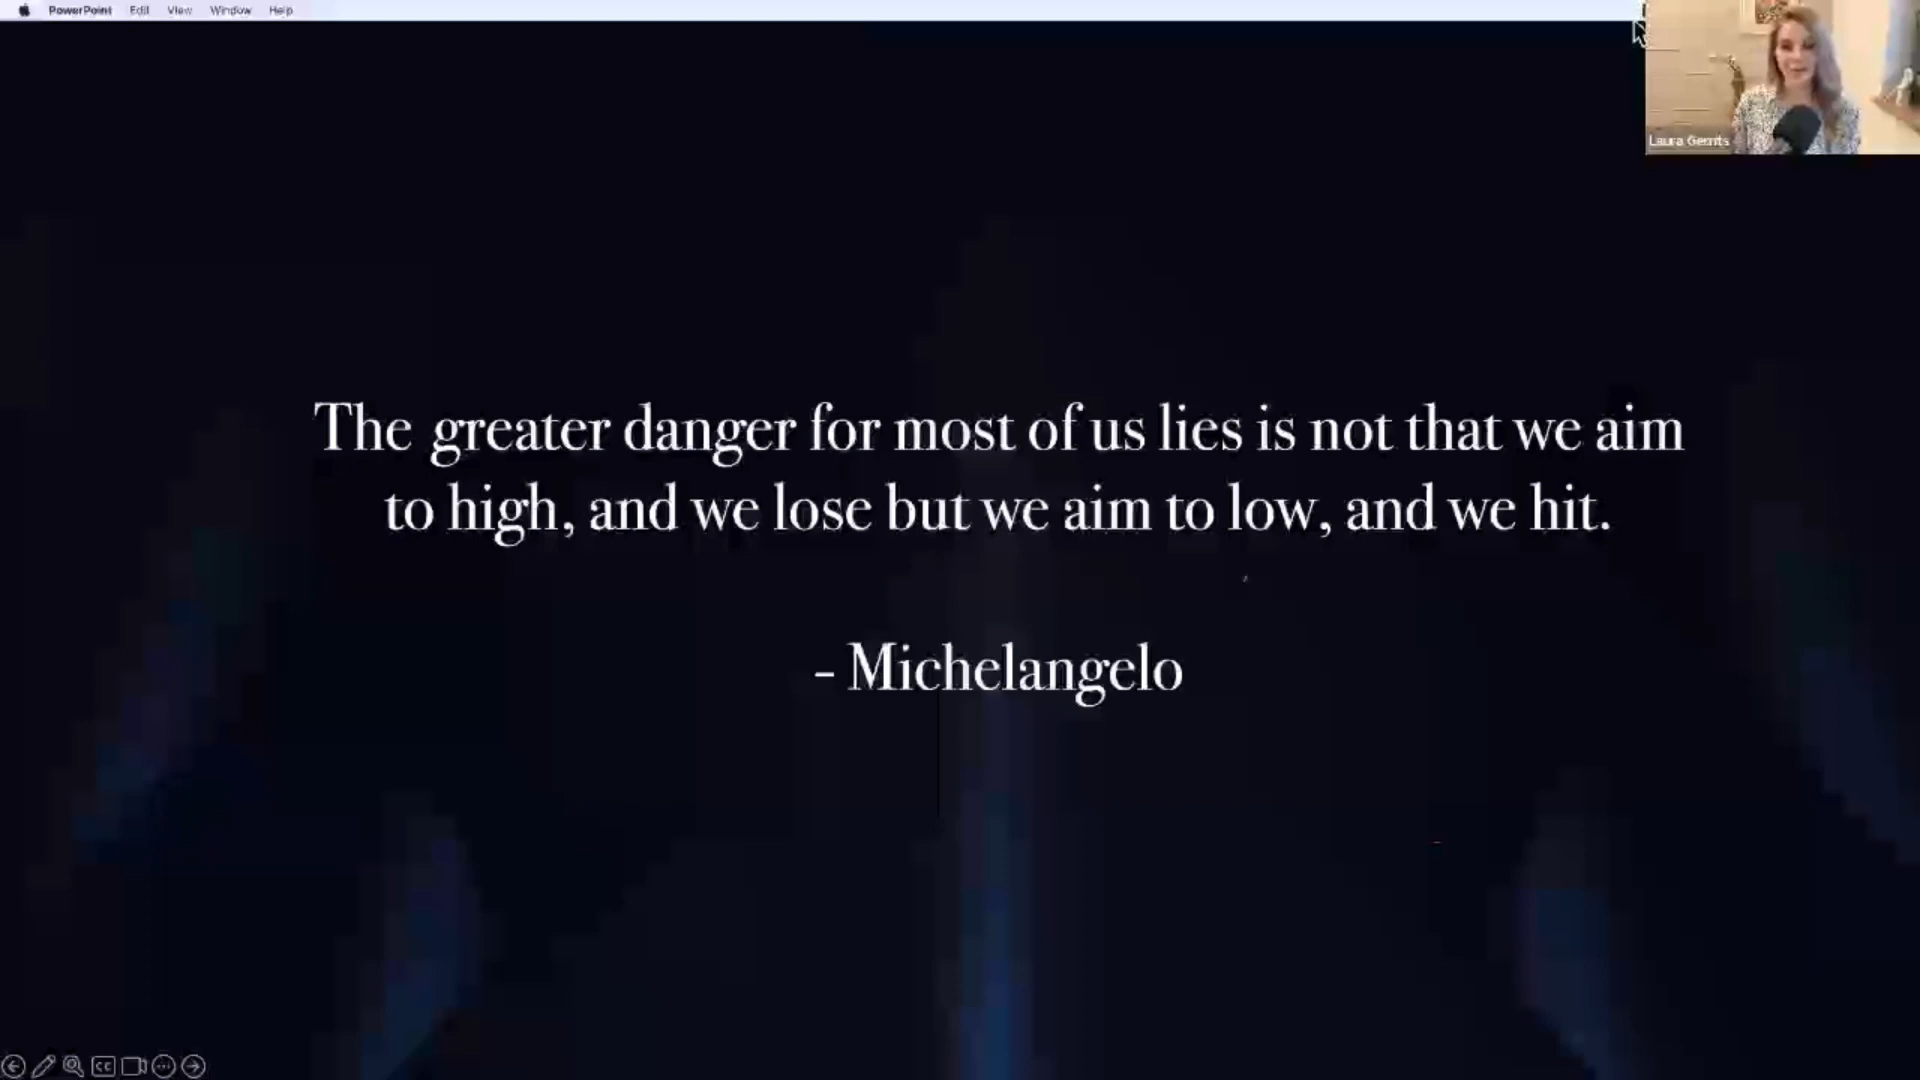 PowerPoint Edit View Window Help
Laura Gerrits
The greater danger for most of us lies is not that we aim
to high, and we lose but we aim to low, and we hit.
- Michelangelo
CC